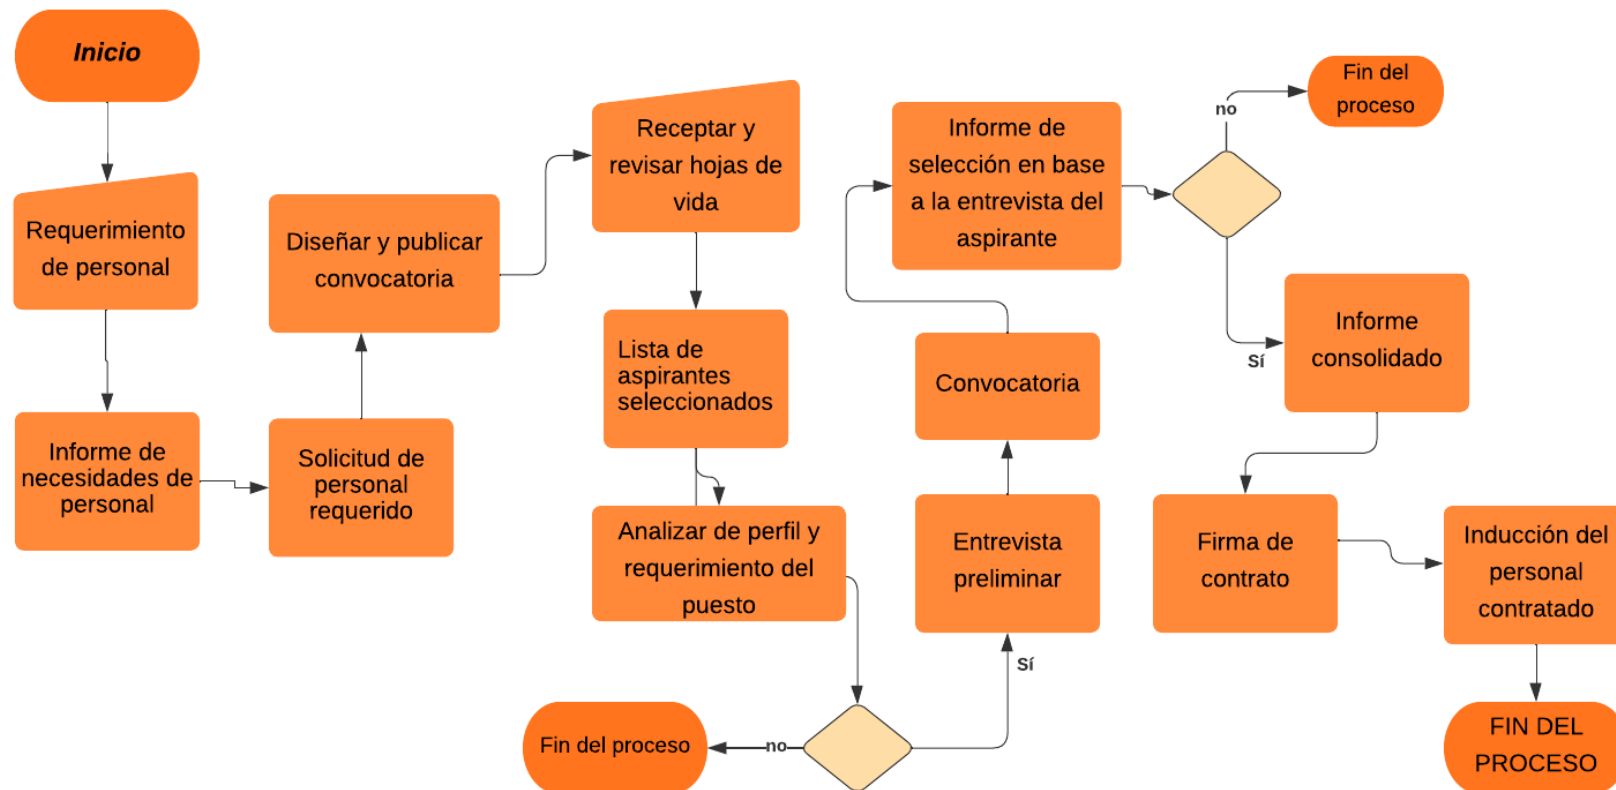 Inicio
Requerimiento
de personal
Informe de
necesidades de
personal
Solicitud de
personal
requerido
Diseñar y publicar
convocatoria
Receptar y
revisar hojas de
vida
Lista de
aspirantes
seleccionados
Analizar de perfil y
requerimiento del
puesto
no
Fin del proceso
Sí
Entrevista
preliminar
Convocatoria
Informe de
selección en base
a la entrevista del
aspirante
no
Fin del
proceso
Sí
Informe
consolidado
Firma de
contrato
Inducción del
personal
contratado
FIN DEL
PROCESO